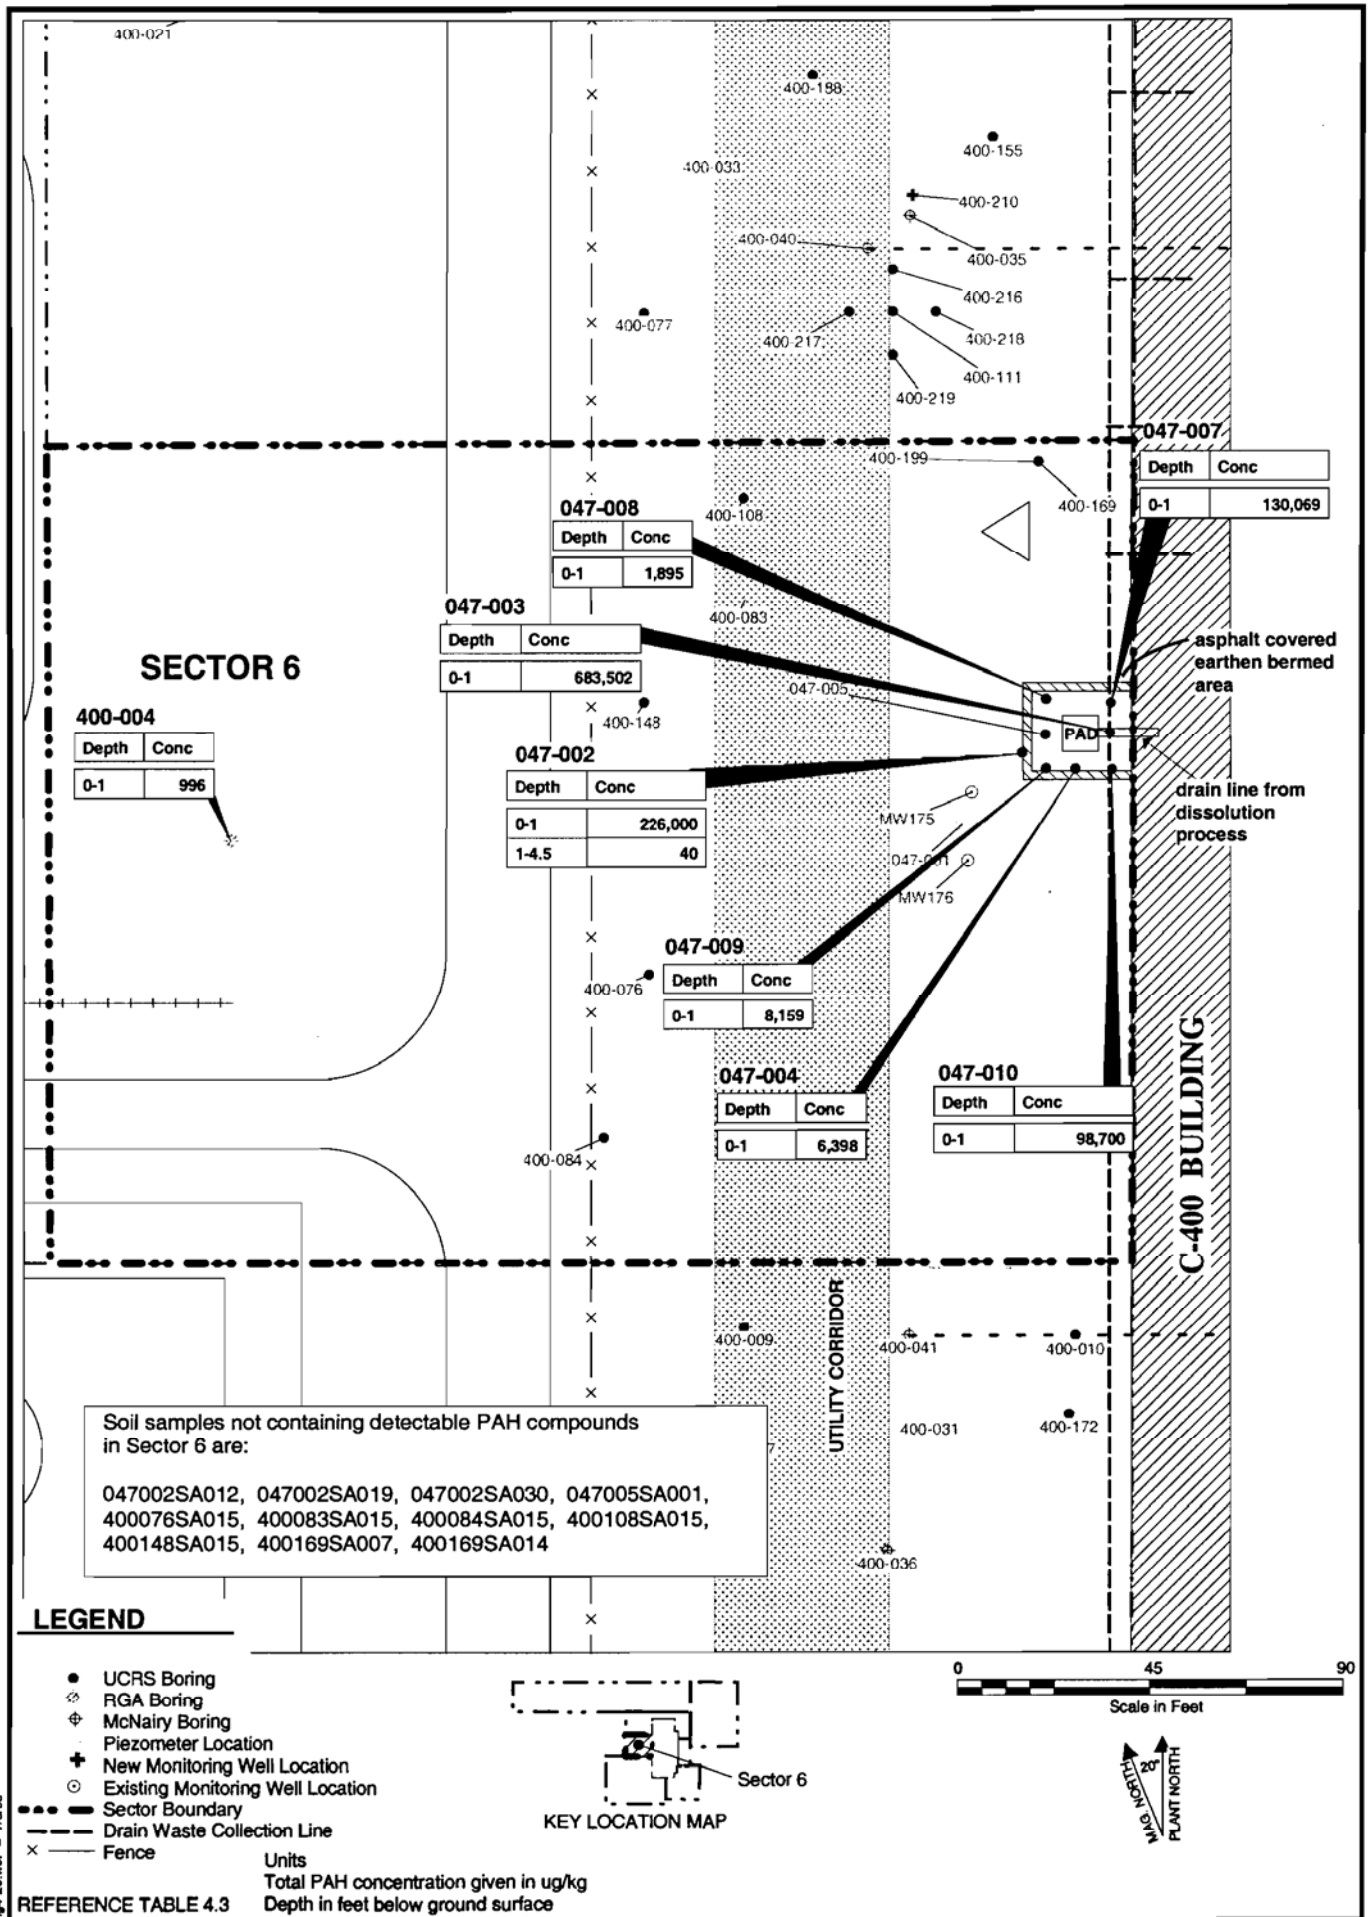 400-021
400-188
400-155
400-033
400-210
400-040
400-035
400-216
400-077
400-217
400-218
400-111
400-219
047-007
Depth Conc
0-1 130,069
400-199
400-169
400-108
047-008
Depth Conc
0-1 1,895
400-083
047-003
Depth Conc
0-1 683,502
asphalt covered
earthen bermed
area
SECTOR 6
047-005
400-148
PAD
400-004
Depth Conc
0-1 996
047-002
Depth Conc
0-1 226,000
1-4.5 40
drain line from
dissolution
process
MW175
047-001
MW176
047-009
Depth Conc
0-1 8,159
400-076
047-004
Depth Conc
0-1 6,398
047-010
Depth Conc
0-1 98,700
C-400 BUILDING
400-084
UTILITY CORRIDOR
400-009
400-041
400-010
400-031
400-172
7
400-036
Soil samples not containing detectable PAH compounds
in Sector 6 are:
047002SA012, 047002SA019, 047002SA030, 047005SA001,
400076SA015, 400083SA015, 400084SA015, 400108SA015,
400148SA015, 400169SA007, 400169SA014
LEGEND
UCRS Boring
RGA Boring
McNairy Boring
Piezometer Location
New Monitoring Well Location
Existing Monitoring Well Location
Sector Boundary
Drain Waste Collection Line
Fence
Units
Total PAH concentration given in ug/kg
REFERENCE TABLE 4.3 Depth in feet below ground surface
Sector 6
KEY LOCATION MAP
0 45 90
Scale in Feet
MAG. NORTH
20°
PLANT NORTH